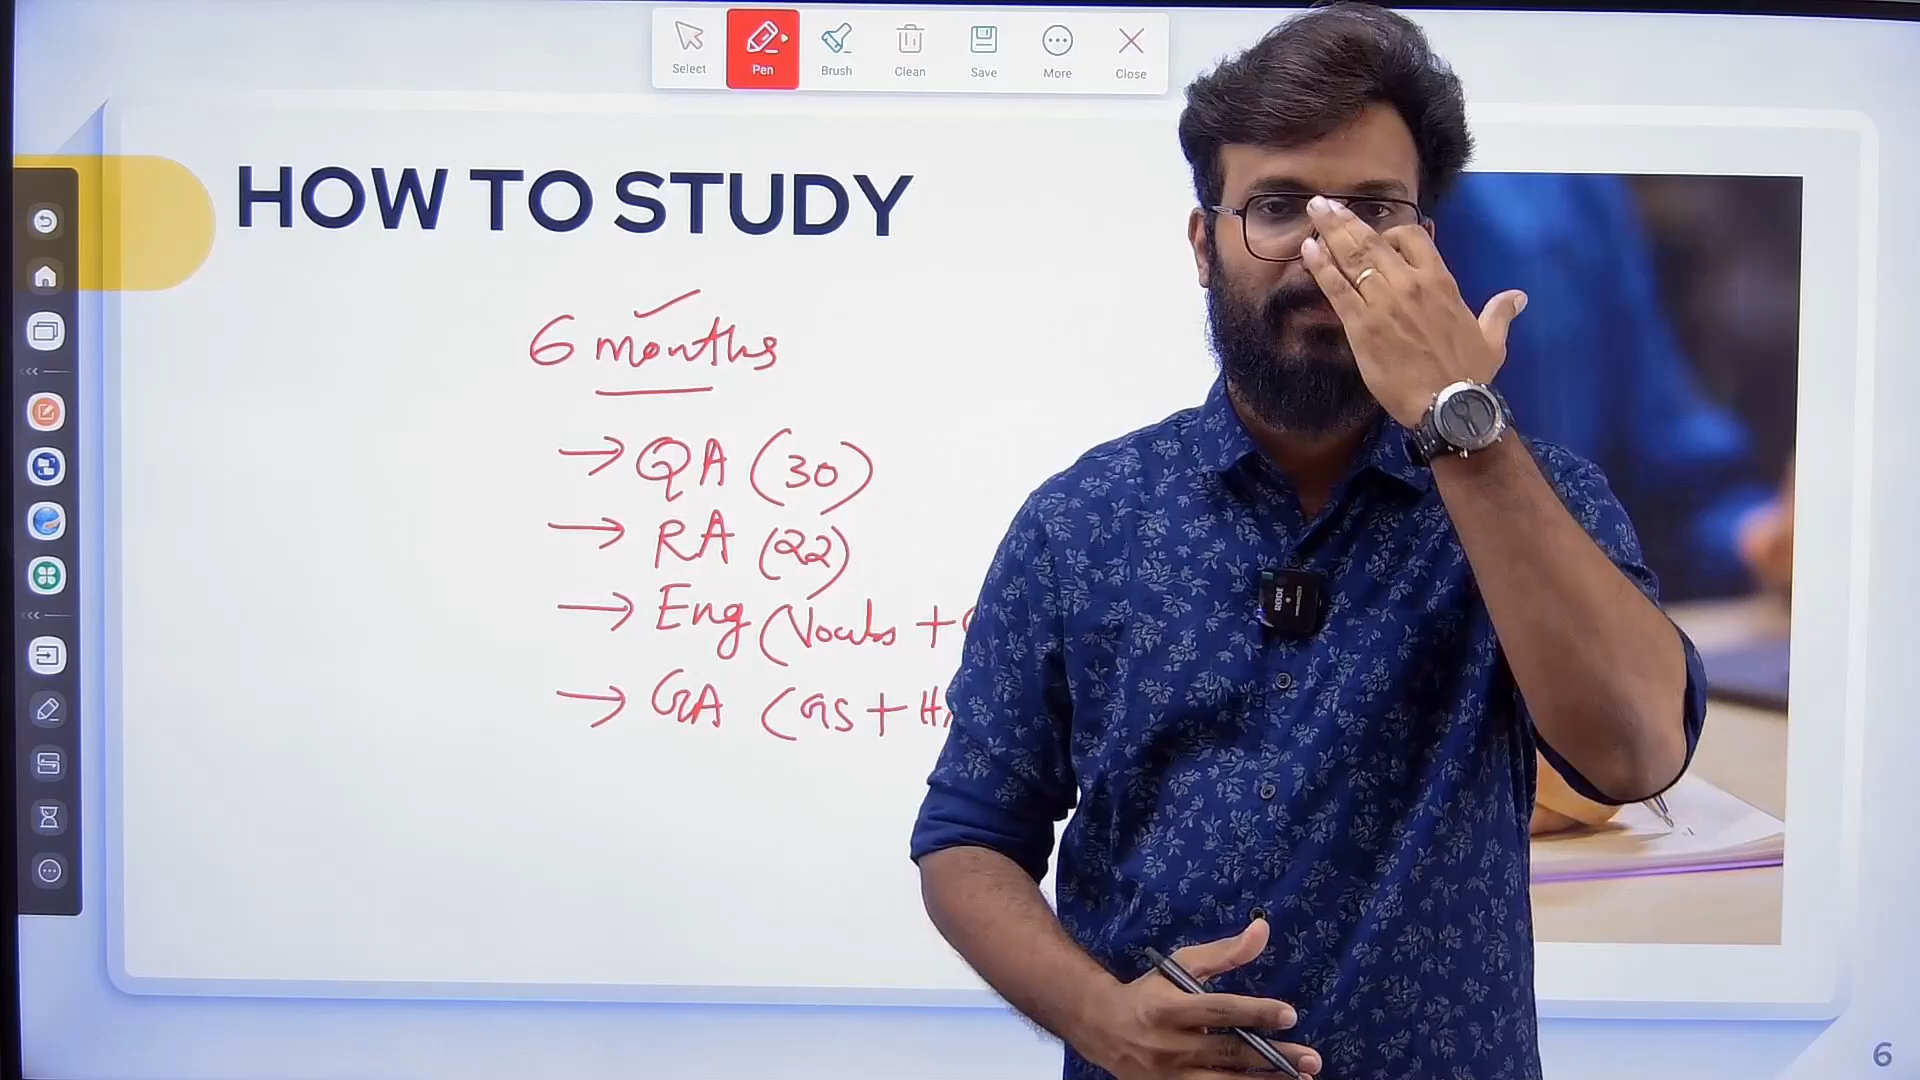 Select Pen Brush Clean Save More Close
HOW TO STUDY
6 months
→ QA (30)
→ RA (22)
→ Eng (Vocabs +
→ GA (GS +
RODE
6